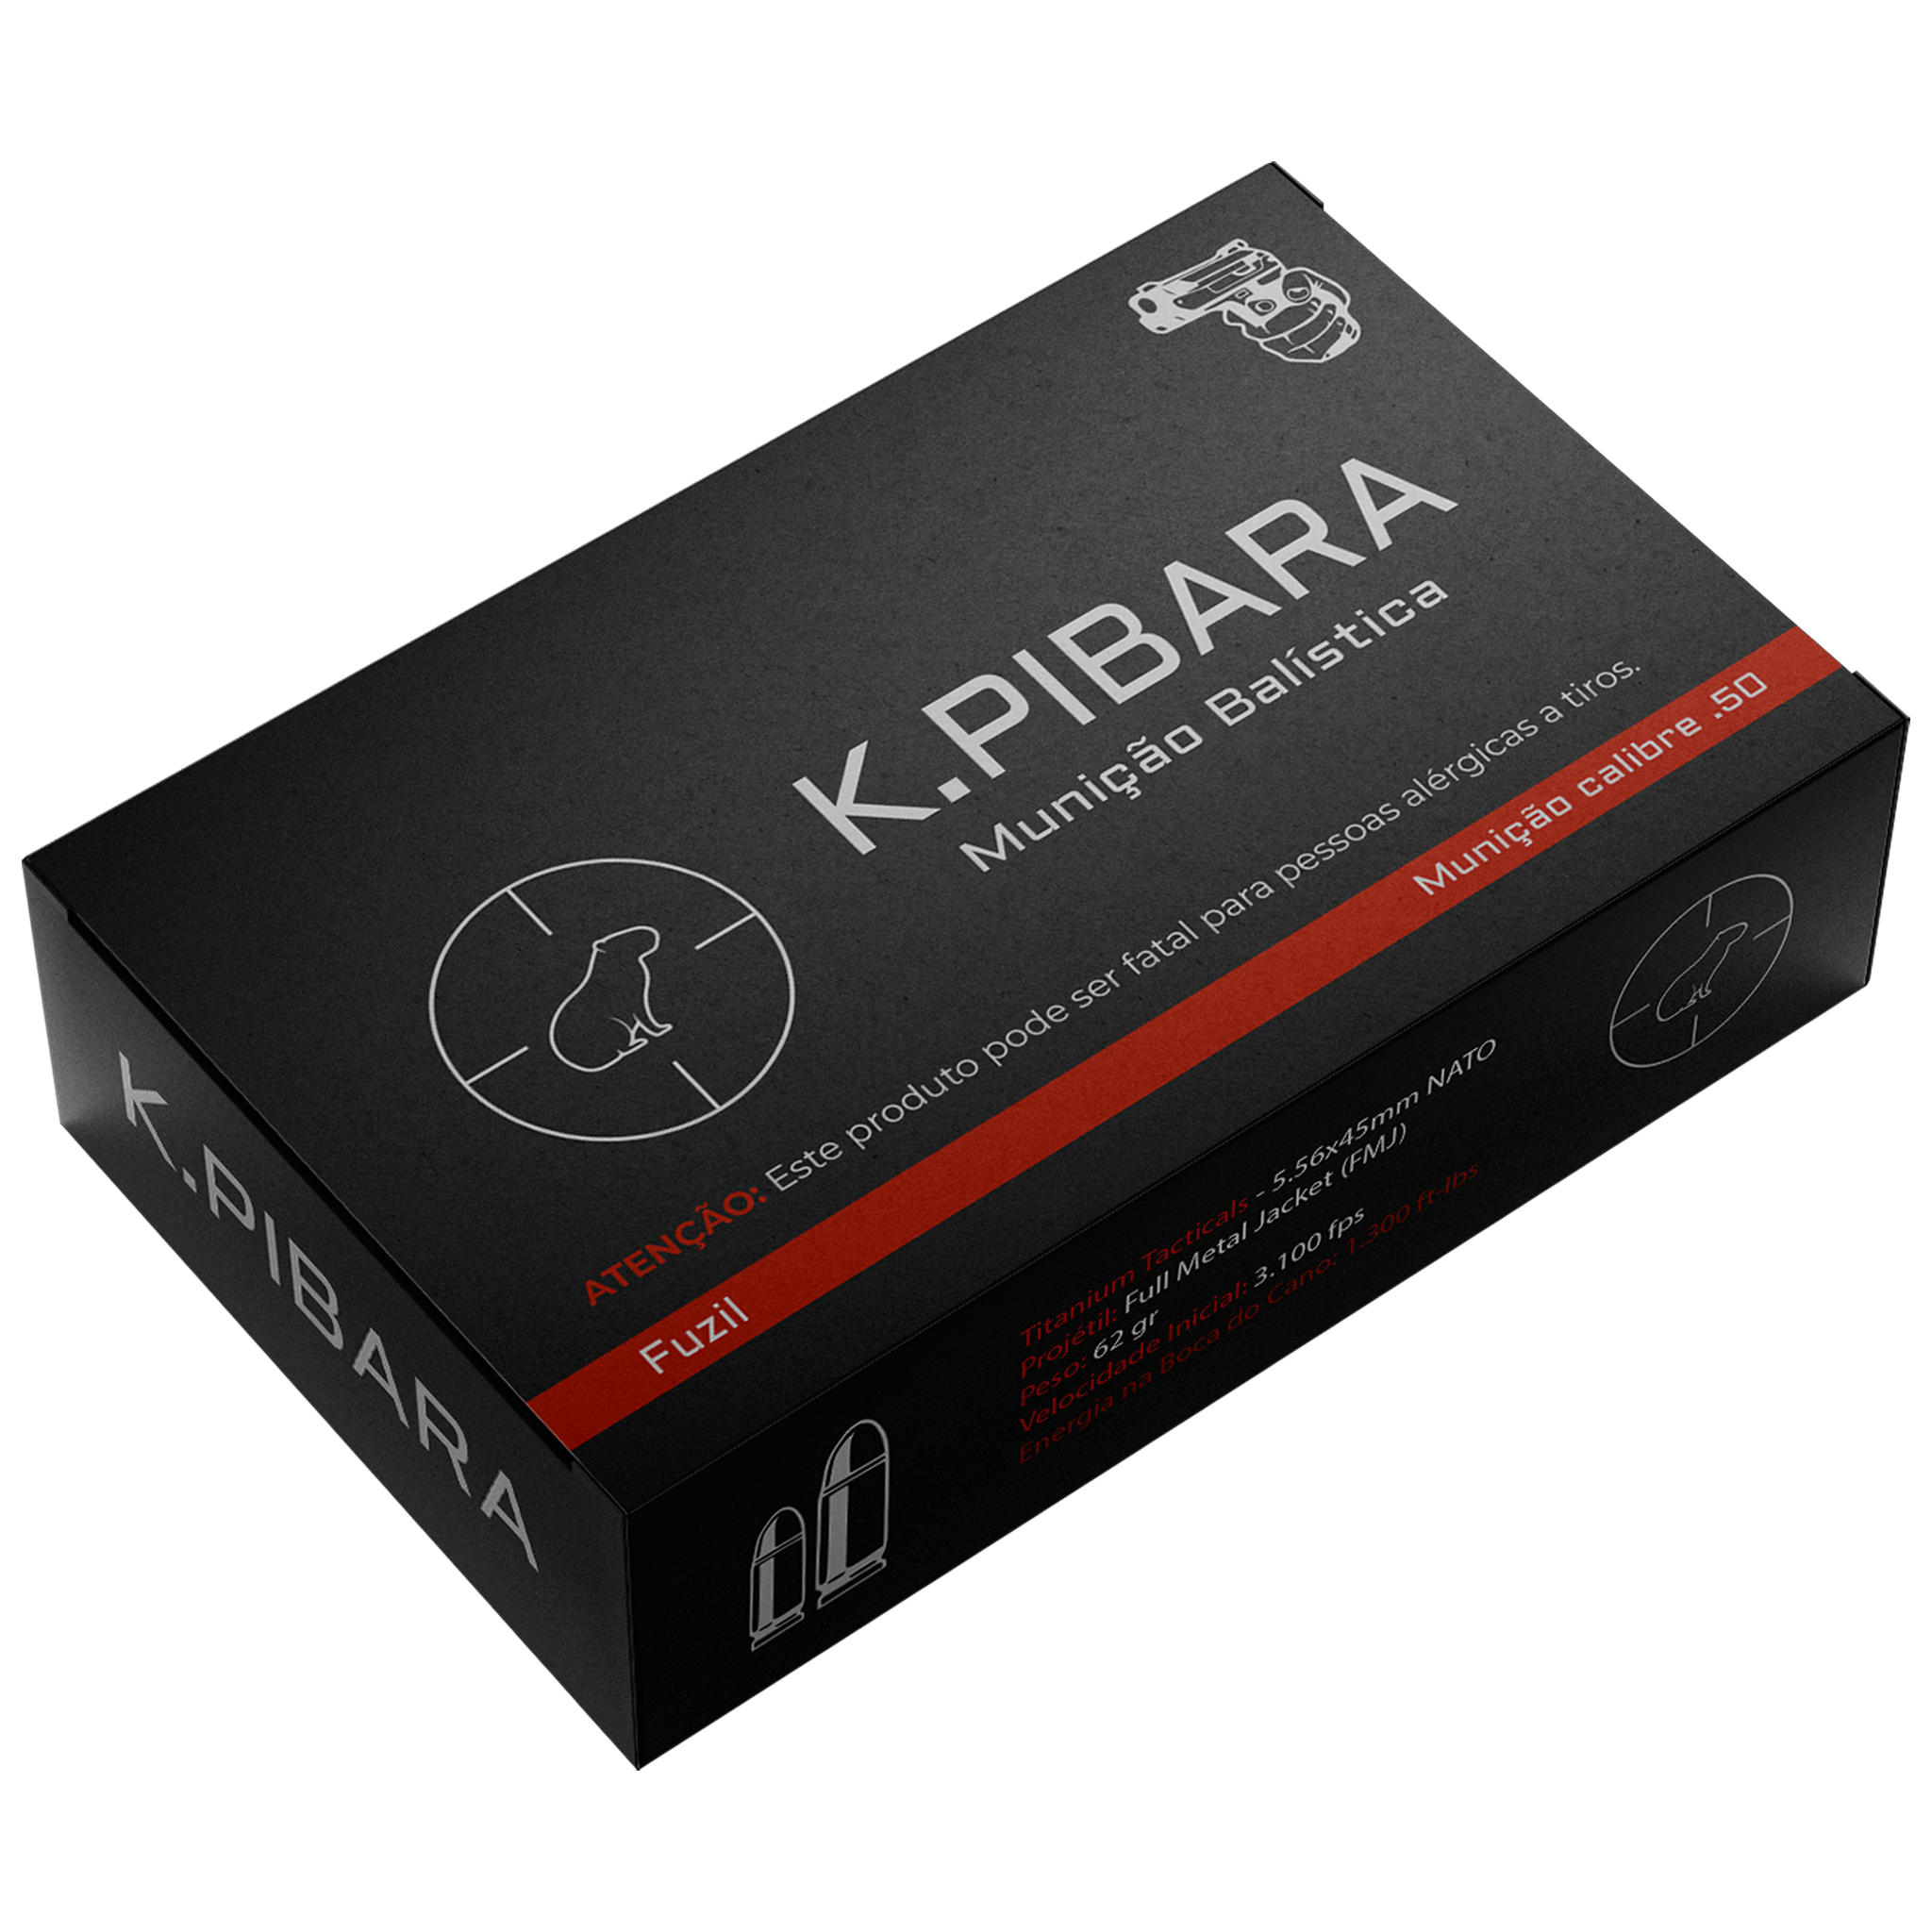 K.PIBARA
Munição Balística
ATENÇÃO: Este produto pode ser fatal para pessoas alérgicas a tiros.
Fuzil
Munição calibre .50
K.PIBARA
Titanium Tacticals - 5.56x45mm NATO
Projétil: Full Metal Jacket (FMJ)
Peso: 62 gr
Velocidade Inicial: 3.100 fps
Energia na Boca do Cano: 1.300 ft-lbs